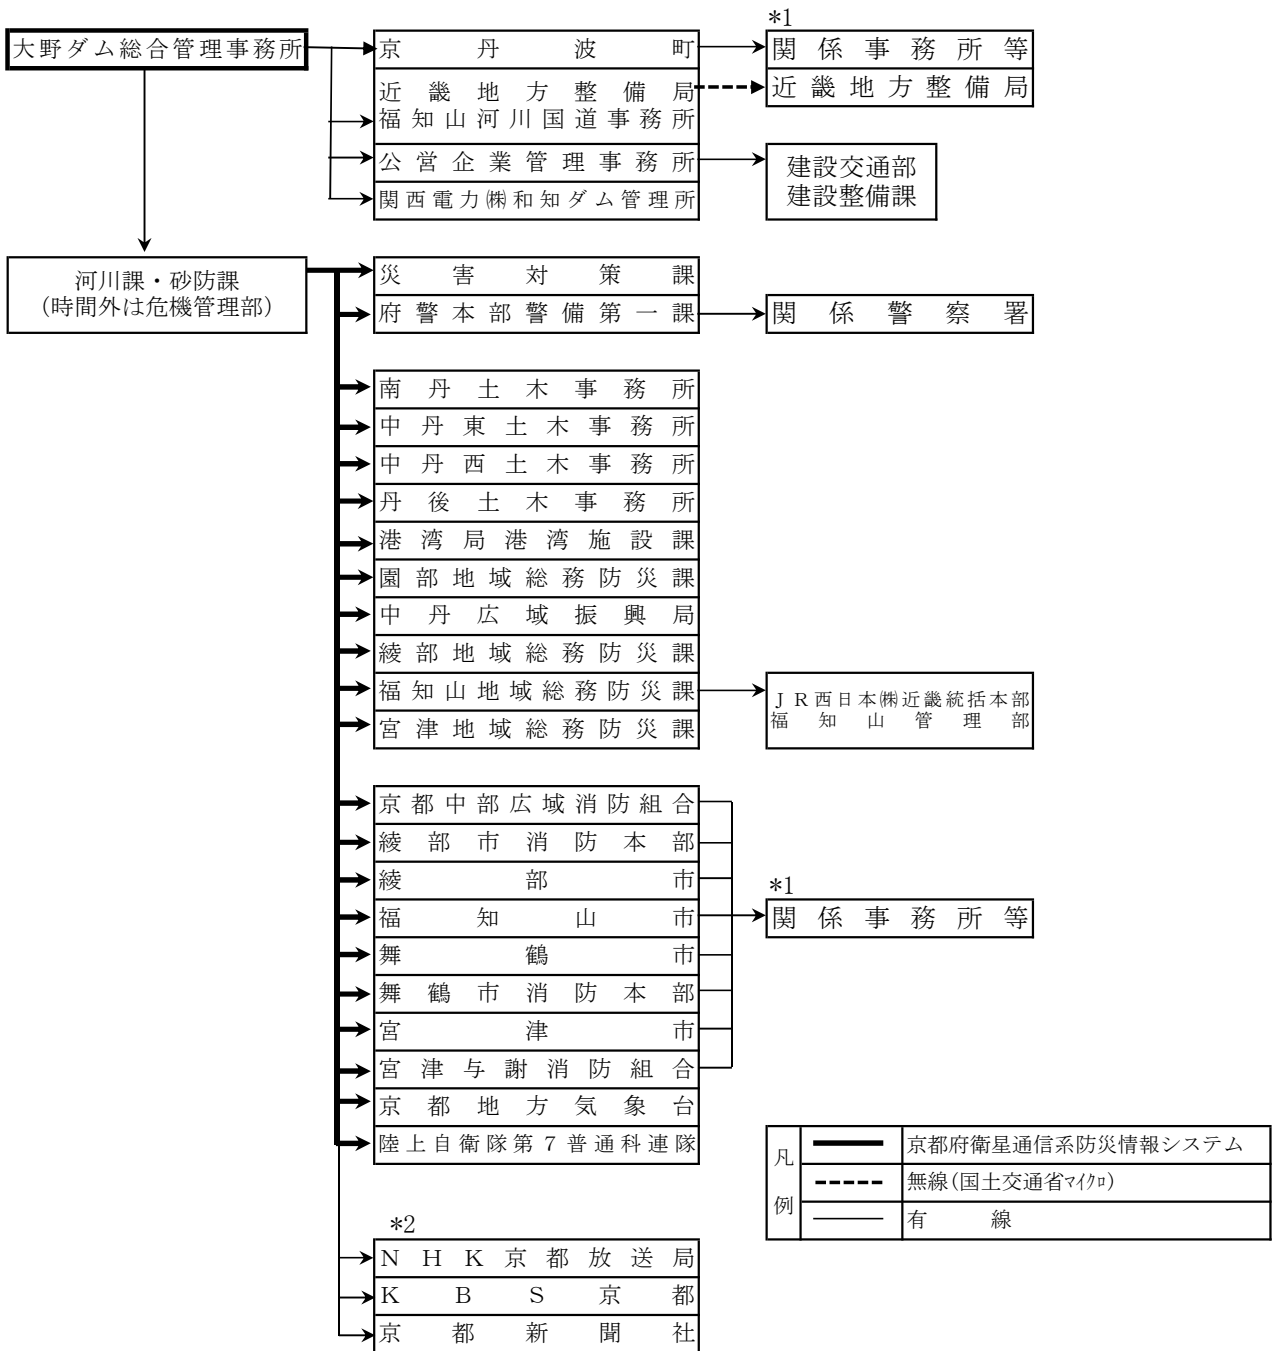 *1
大野ダム総合管理事務所
京丹波町
関係事務所等
近畿地方整備局
福知山河川国道事務所
近畿地方整備局
公営企業管理事務所
建設交通部
建設整備課
関西電力㈱和知ダム管理所
河川課・砂防課
(時間外は危機管理部)
災害対策課
府警本部警備第一課
関係警察署
南丹土木事務所
中丹東土木事務所
中丹西土木事務所
丹後土木事務所
港湾局港湾施設課
園部地域総務防災課
中丹広域振興局
綾部地域総務防災課
福知山地域総務防災課
JR西日本㈱近畿統括本部
福知山管理部
宮津地域総務防災課
京都中部広域消防組合
綾部市消防本部
綾部市
*1
福知山市
関係事務所等
舞鶴市
舞鶴市消防本部
宮津市
宮津与謝消防組合
京都地方気象台
陸上自衛隊第7普通科連隊
凡例
京都府衛星通信系防災情報システム
無線(国土交通省ﾏｲｸﾛ)
有線
*2
NHK京都放送局
KBS京都
京都新聞社